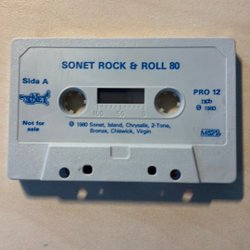 SONET ROCK & ROLL 80
Sida A
PRO 12
ncb
℗ 1980
Not for
sale
100 50 0
℗ 1980 Sonet, Island, Chrysalis, 2-Tone,
Bronze, Chiswick, Virgin